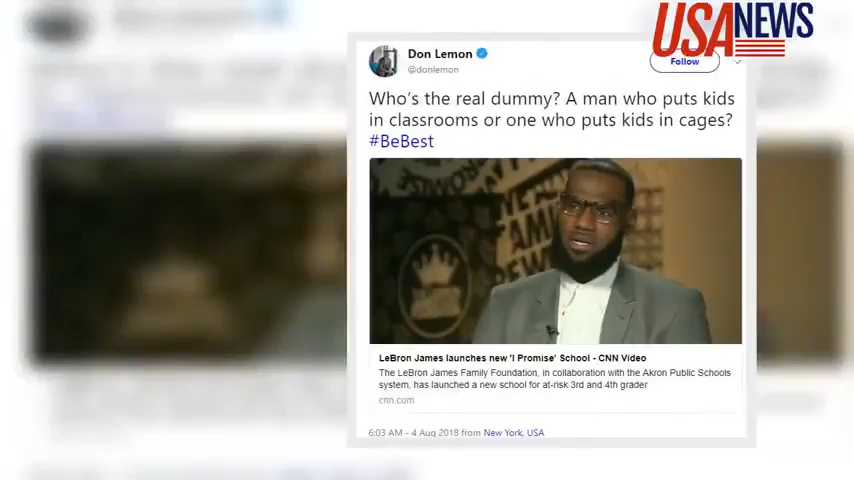 USANEWS
Don Lemon
@donlemon
Follow
Who's the real dummy? A man who puts kids
in classrooms or one who puts kids in cages?
#BeBest
LeBron James launches new 'I Promise' School - CNN Video
The LeBron James Family Foundation, in collaboration with the Akron Public Schools
system, has launched a new school for at-risk 3rd and 4th grader
cnn.com
6:03 AM - 4 Aug 2018 from New York, USA